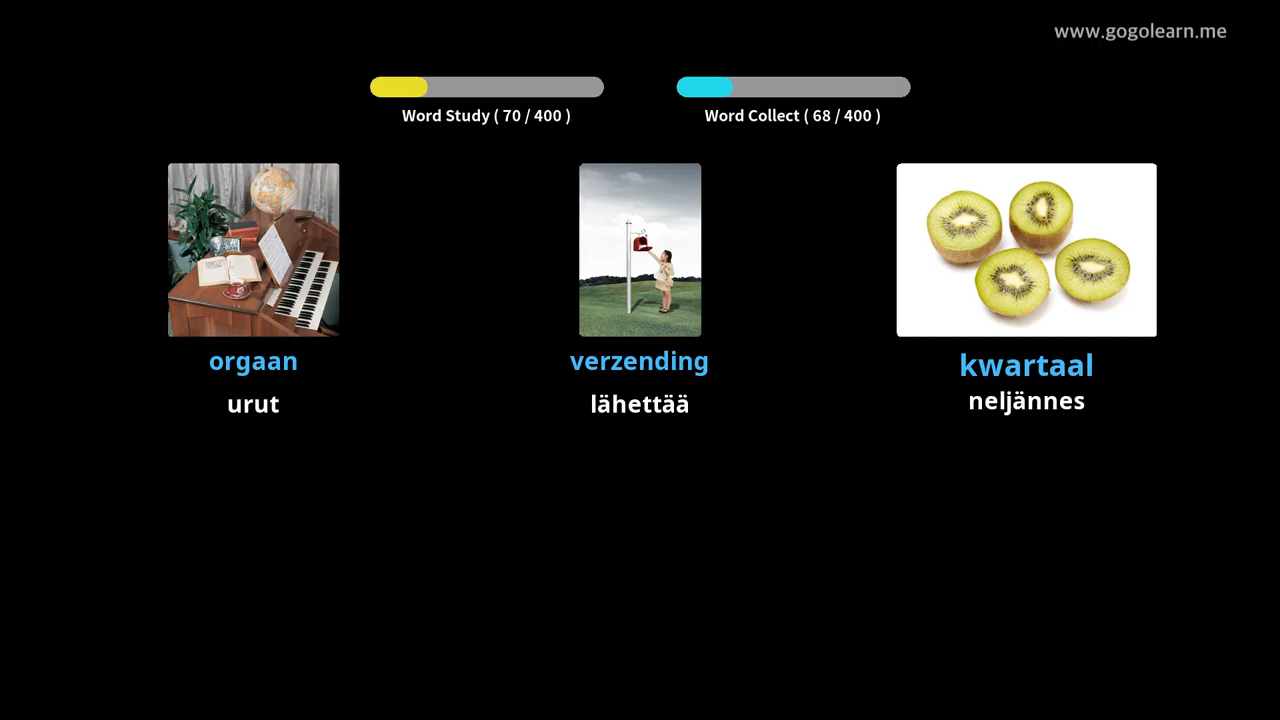 www.gogolearn.me
Word Study ( 70 / 400 )
Word Collect ( 68 / 400 )
orgaan
verzending
kwartaal
urut
lähettää
neljännes